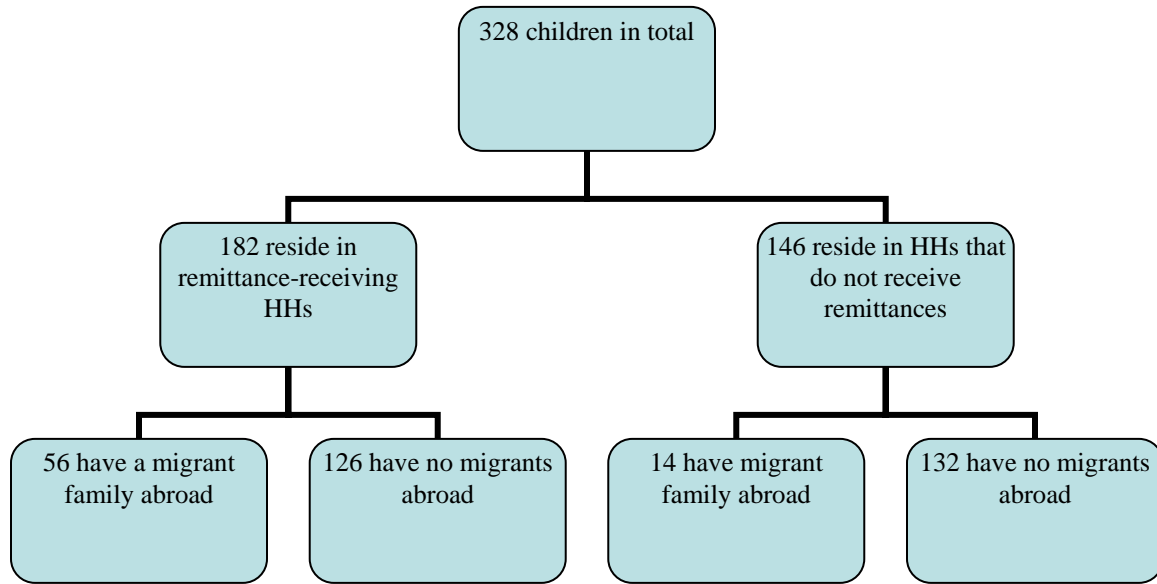 328 children in total
182 reside in
remittance-receiving
HHs
146 reside in HHs that
do not receive
remittances
56 have a migrant
family abroad
126 have no migrants
abroad
14 have migrant
family abroad
132 have no migrants
abroad